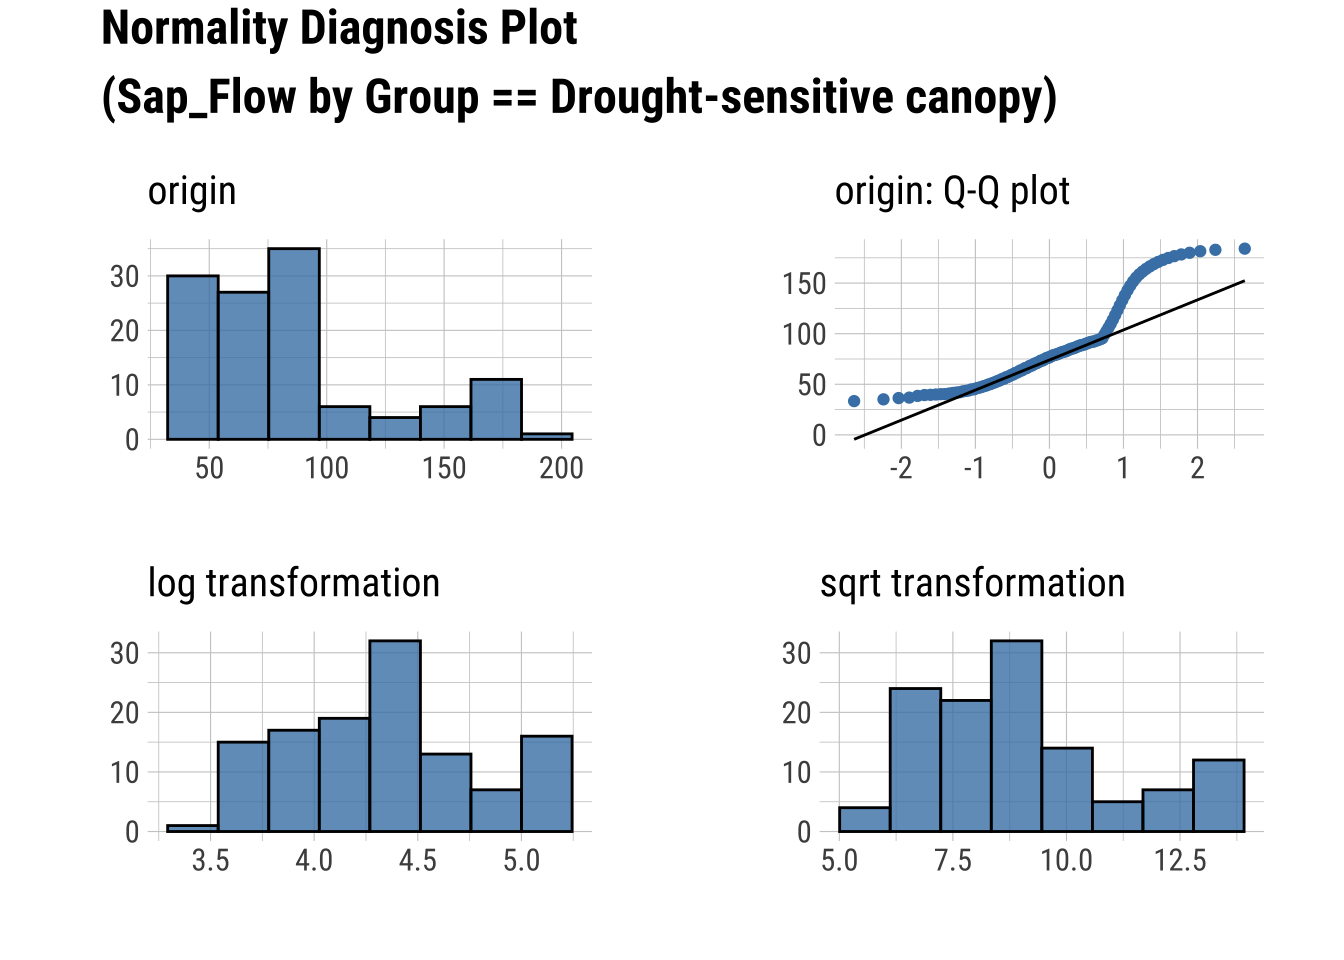 Normality Diagnosis Plot
(Sap_Flow by Group == Drought-sensitive canopy)
origin
30
20
10
0
50 100 150 200
origin: Q-Q plot
150
100
50
0
-2 -1 0 1 2
log transformation
30
20
10
0
3.5 4.0 4.5 5.0
sqrt transformation
30
20
10
0
5.0 7.5 10.0 12.5